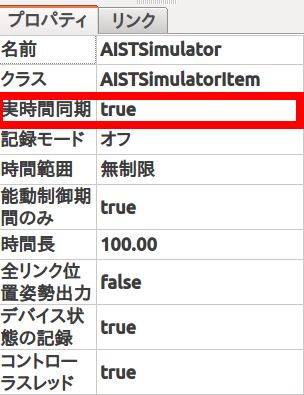 プロパティ リンク
名前 AISTSimulator
クラス AISTSimulatorItem
実時間同期 true
記録モード オフ
時間範囲 無制限
能動制御期 true
間のみ
時間長 100.00
全リンク位 false
置姿勢出力
デバイス状 true
態の記録
コントロー true
ラスレッド